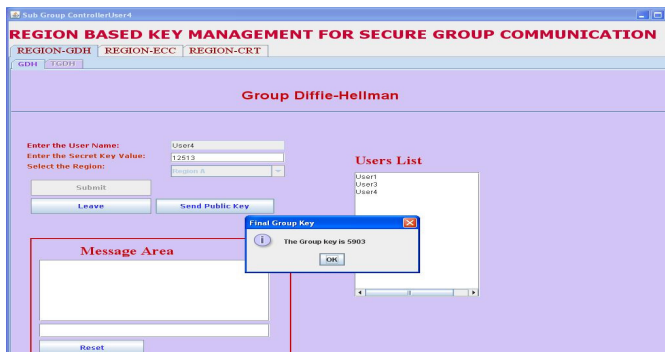 Sub Group ControllerUser4
REGION BASED KEY MANAGEMENT FOR SECURE GROUP COMMUNICATION
REGION-GDH REGION-ECC REGION-CRT
GDH TGDH
Group Diffie-Hellman
Enter the User Name: User4
Enter the Secret Key Value: 12513
Select the Region: Region A
Submit
Leave Send Public Key
Users List
User1
User3
User4
Final Group Key
The Group key is 5903
OK
Message Area
Reset